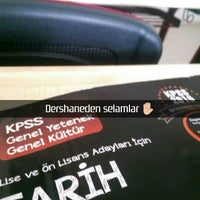 Dershaneden selamlar ✋
KPSS
Genel Yetenek
Genel Kültür
Lise ve Ön Lisans Adayları İçin
TARİH